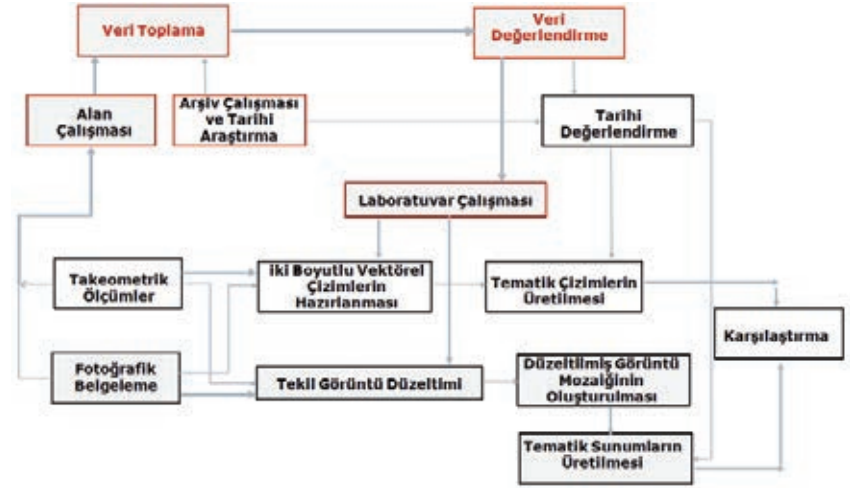 Veri Toplama
Veri
Değerlendirme
Alan
Çalışması
Arşiv Çalışması
ve Tarihi
Araştırma
Tarihi
Değerlendirme
Laboratuvar Çalışması
Takeometrik
Ölçümler
iki Boyutlu Vektörel
Çizimlerin
Hazırlanması
Tematik Çizimlerin
Üretilmesi
Karşılaştırma
Fotoğrafik
Belgeleme
Tekil Görüntü Düzeltimi
Düzeltilmiş Görüntü
Mozaiğinin
Oluşturulması
Tematik Sunumların
Üretilmesi